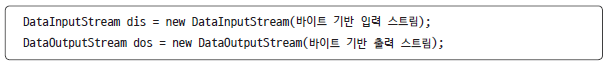 DataInputStream dis = new DataInputStream(바이트 기반 입력 스트림);
DataOutputStream dos = new DataOutputStream(바이트 기반 출력 스트림);